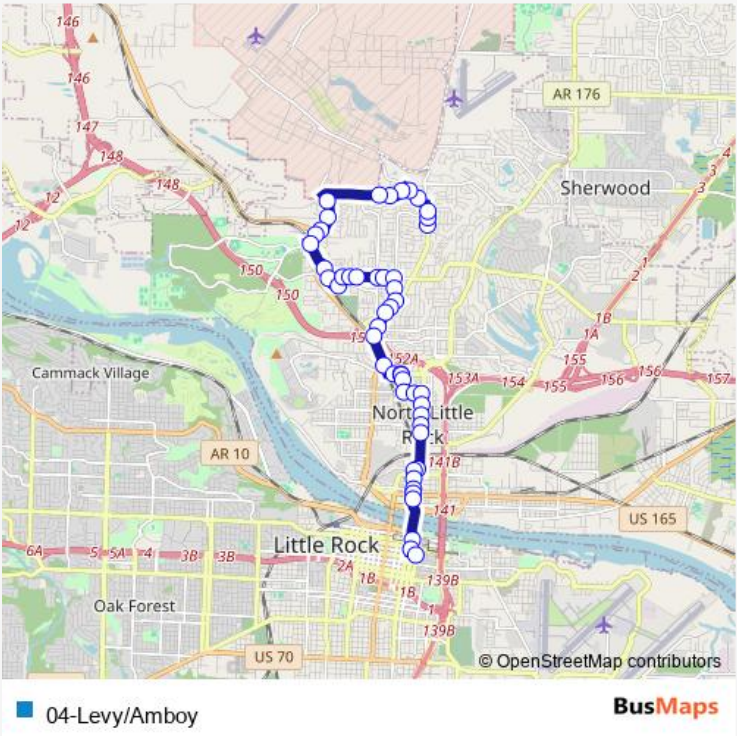 146
AR 176
146
147
148
148
Sherwood
4
3
3
12
12
150
150
2
1
1B
1A
15
152A
155
Cammack Village
153A
154
155
156
156
157
North Little
Rock
AR 10
141B
141
US 165
Little Rock
6A
5
5A
4
3B
3B
2A
1B
1B
139B
1
Oak Forest
139B
US 70
© OpenStreetMap contributors
04-Levy/Amboy
BusMaps